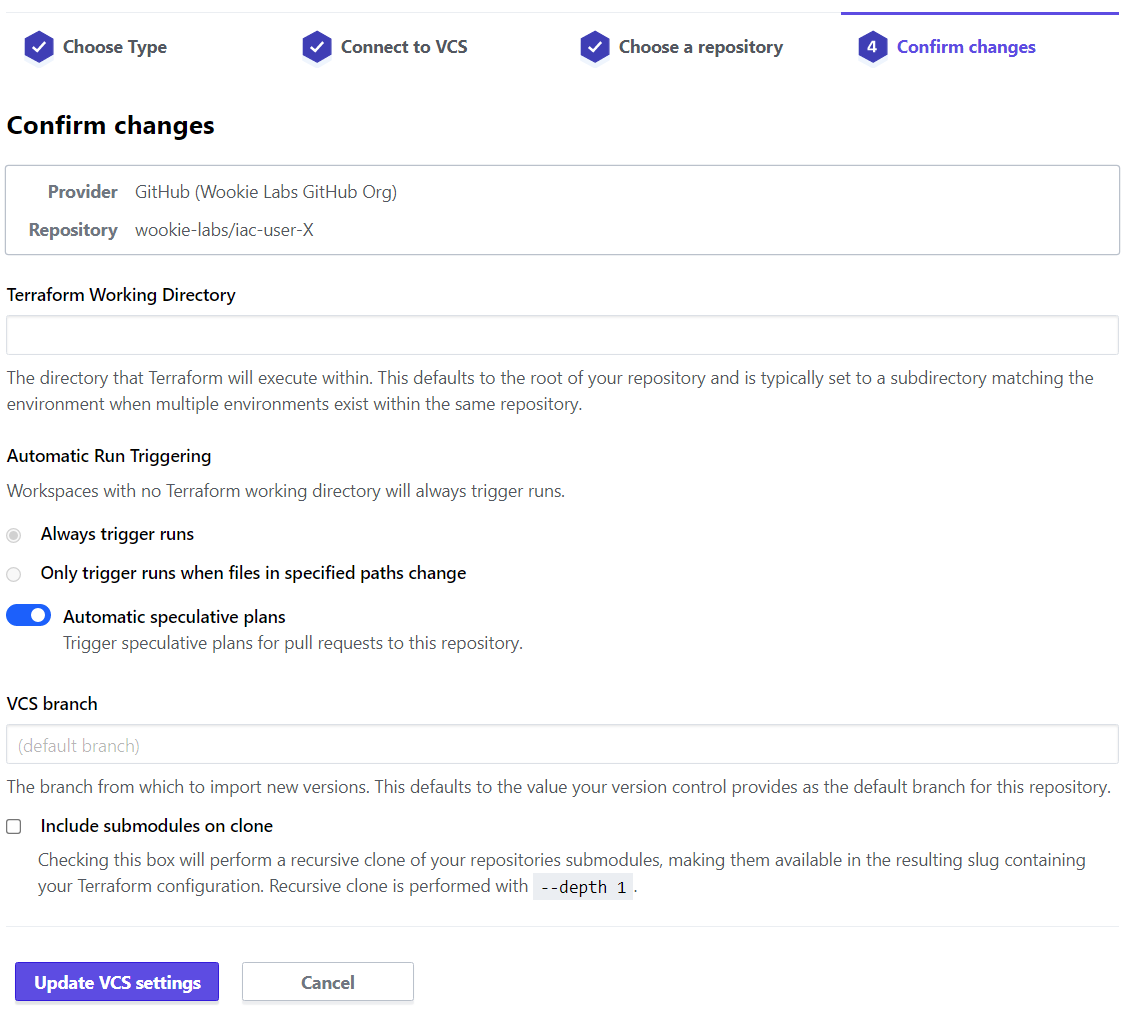 Choose Type
Connect to VCS
Choose a repository
4 Confirm changes
Confirm changes
Provider GitHub (Wookie Labs GitHub Org)
Repository wookie-labs/iac-user-X
Terraform Working Directory
The directory that Terraform will execute within. This defaults to the root of your repository and is typically set to a subdirectory matching the
environment when multiple environments exist within the same repository.
Automatic Run Triggering
Workspaces with no Terraform working directory will always trigger runs.
Always trigger runs
Only trigger runs when files in specified paths change
Automatic speculative plans
Trigger speculative plans for pull requests to this repository.
VCS branch
(default branch)
The branch from which to import new versions. This defaults to the value your version control provides as the default branch for this repository.
Include submodules on clone
Checking this box will perform a recursive clone of your repositories submodules, making them available in the resulting slug containing
your Terraform configuration. Recursive clone is performed with --depth 1 .
Update VCS settings
Cancel